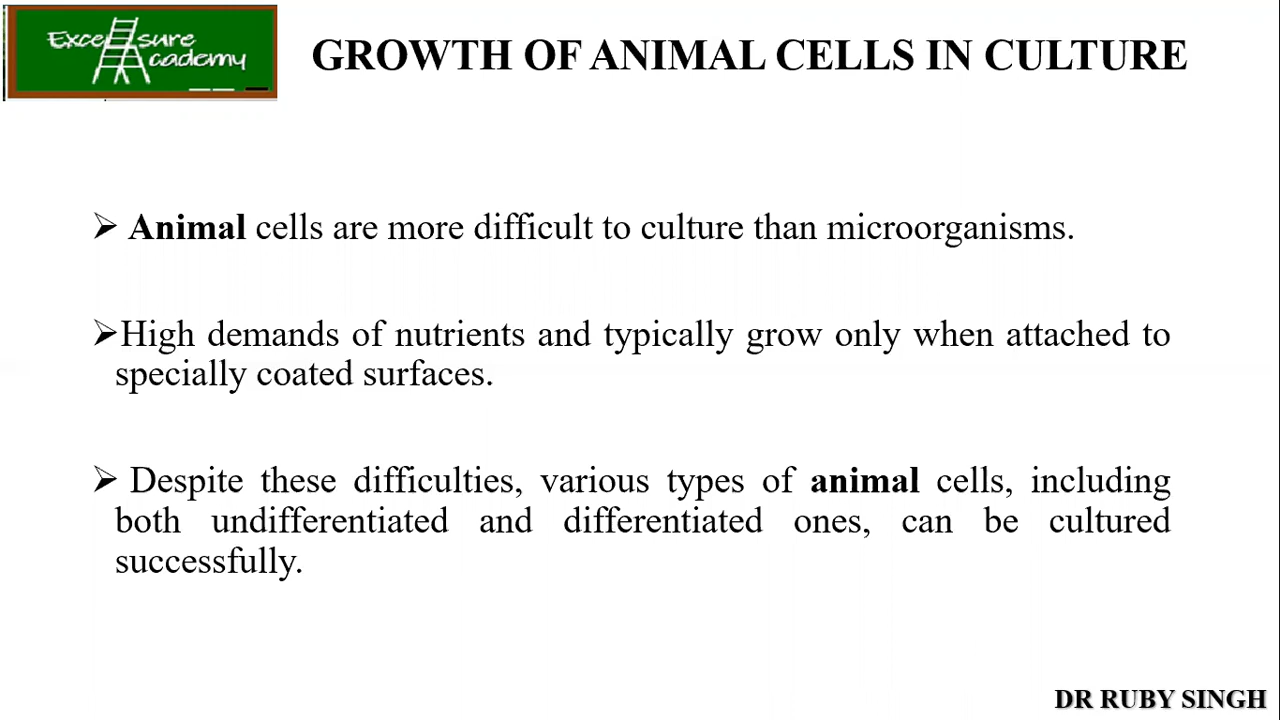 Excel sure
Academy
GROWTH OF ANIMAL CELLS IN CULTURE
➢ Animal cells are more difficult to culture than microorganisms.
➢High demands of nutrients and typically grow only when attached to
specially coated surfaces.
➢ Despite these difficulties, various types of animal cells, including
both undifferentiated and differentiated ones, can be cultured
successfully.
DR RUBY SINGH